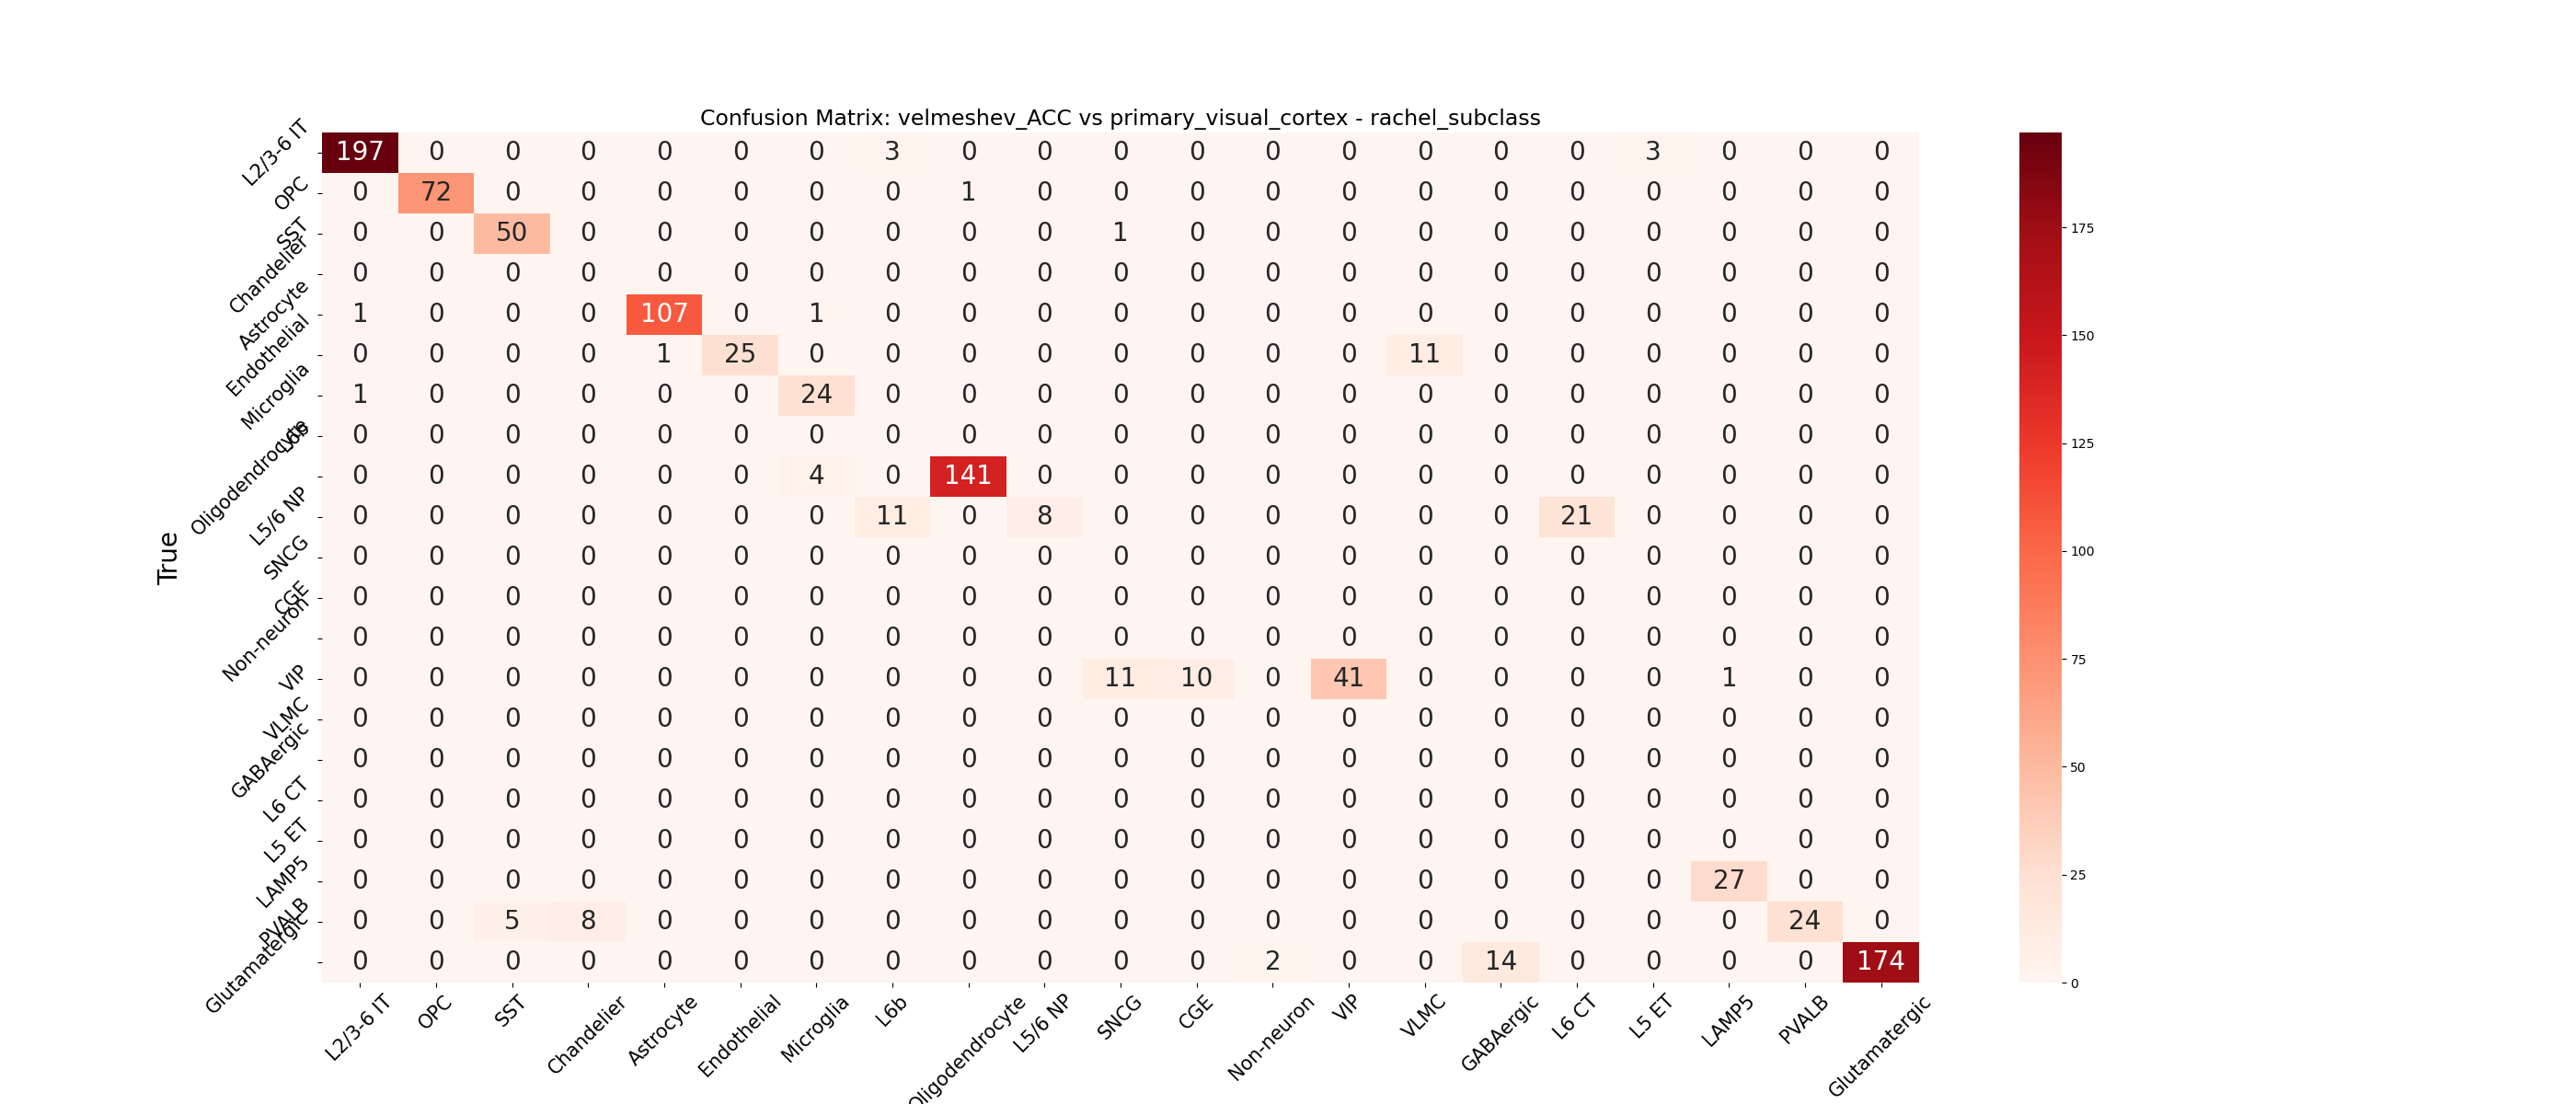 Confusion Matrix: velmeshev_ACC vs primary_visual_cortex - rachel_subclass
True
L2/3-6 IT 197 0 0 0 0 0 0 3 0 0 0 0 0 0 0 0 0 3 0 0 0
OPC 0 72 0 0 0 0 0 0 1 0 0 0 0 0 0 0 0 0 0 0 0
SST 0 0 50 0 0 0 0 0 0 0 1 0 0 0 0 0 0 0 0 0 0
Chandelier 0 0 0 0 0 0 0 0 0 0 0 0 0 0 0 0 0 0 0 0 0
Astrocyte 1 0 0 0 107 0 1 0 0 0 0 0 0 0 0 0 0 0 0 0 0
Endothelial 0 0 0 0 1 25 0 0 0 0 0 0 0 0 11 0 0 0 0 0 0
Microglia 1 0 0 0 0 0 24 0 0 0 0 0 0 0 0 0 0 0 0 0 0
L6b 0 0 0 0 0 0 0 0 0 0 0 0 0 0 0 0 0 0 0 0 0
Oligodendrocyte 0 0 0 0 0 0 4 0 141 0 0 0 0 0 0 0 0 0 0 0 0
L5/6 NP 0 0 0 0 0 0 0 11 0 8 0 0 0 0 0 0 21 0 0 0 0
SNCG 0 0 0 0 0 0 0 0 0 0 0 0 0 0 0 0 0 0 0 0 0
CGE 0 0 0 0 0 0 0 0 0 0 0 0 0 0 0 0 0 0 0 0 0
Non-neuron 0 0 0 0 0 0 0 0 0 0 0 0 0 0 0 0 0 0 0 0 0
VIP 0 0 0 0 0 0 0 0 0 0 11 10 0 41 0 0 0 0 1 0 0
VLMC 0 0 0 0 0 0 0 0 0 0 0 0 0 0 0 0 0 0 0 0 0
GABAergic 0 0 0 0 0 0 0 0 0 0 0 0 0 0 0 0 0 0 0 0 0
L6 CT 0 0 0 0 0 0 0 0 0 0 0 0 0 0 0 0 0 0 0 0 0
L5 ET 0 0 0 0 0 0 0 0 0 0 0 0 0 0 0 0 0 0 0 0 0
LAMP5 0 0 0 0 0 0 0 0 0 0 0 0 0 0 0 0 0 0 27 0 0
PVALB 0 0 5 8 0 0 0 0 0 0 0 0 0 0 0 0 0 0 0 24 0
Glutamatergic 0 0 0 0 0 0 0 0 0 0 0 0 2 0 0 14 0 0 0 0 174
L2/3-6 IT OPC SST Chandelier Astrocyte Endothelial Microglia L6b Oligodendrocyte L5/6 NP SNCG CGE Non-neuron VIP VLMC GABAergic L6 CT L5 ET LAMP5 PVALB Glutamatergic
175
150
125
100
75
50
25
0